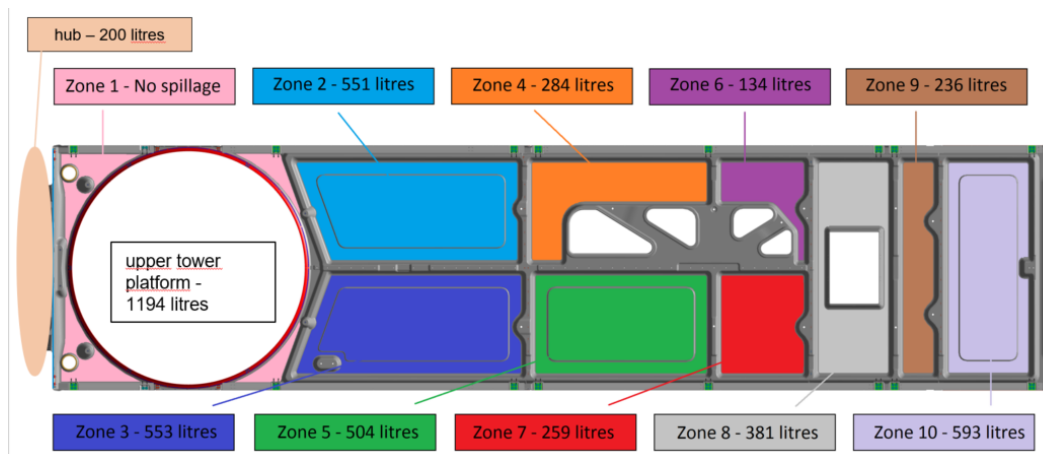 hub – 200 litres
Zone 1 - No spillage
Zone 2 - 551 litres
Zone 4 - 284 litres
Zone 6 - 134 litres
Zone 9 - 236 litres
upper tower
platform -
1194 litres
Zone 3 - 553 litres
Zone 5 - 504 litres
Zone 7 - 259 litres
Zone 8 - 381 litres
Zone 10 - 593 litres